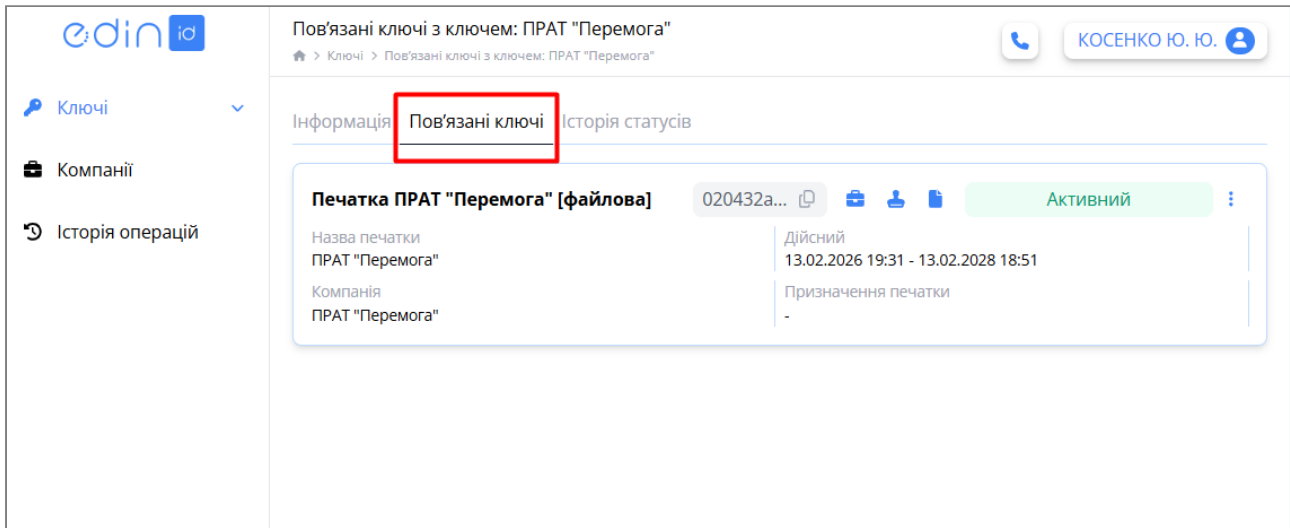 edin id
Пов’язані ключі з ключем: ПРАТ "Перемога"
Ключі > Пов'язані ключі з ключем: ПРАТ "Перемога"
КОСЕНКО Ю. Ю.
Ключі
Компанії
Історія операцій
Інформація Пов’язані ключі Історія статусів
Печатка ПРАТ "Перемога" [файлова] 020432a... Активний
Назва печатки
ПРАТ "Перемога"
Дійсний
13.02.2026 19:31 - 13.02.2028 18:51
Компанія
ПРАТ "Перемога"
Призначення печатки
-